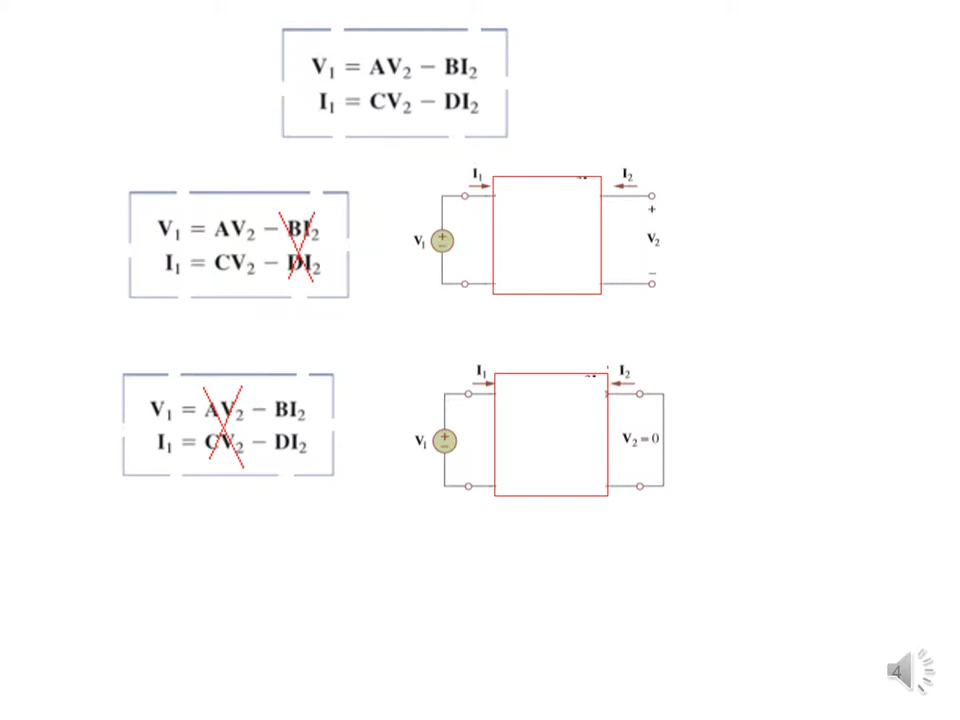 V₁ = AV₂ − BI₂
I₁ = CV₂ − DI₂
I₁ I₂
V₁ = AV₂ − BI₂
I₁ = CV₂ − DI₂
V₁ + − + V₂ −
I₁ I₂
V₁ = AV₂ − BI₂
I₁ = CV₂ − DI₂
V₁ + − V₂ = 0
4